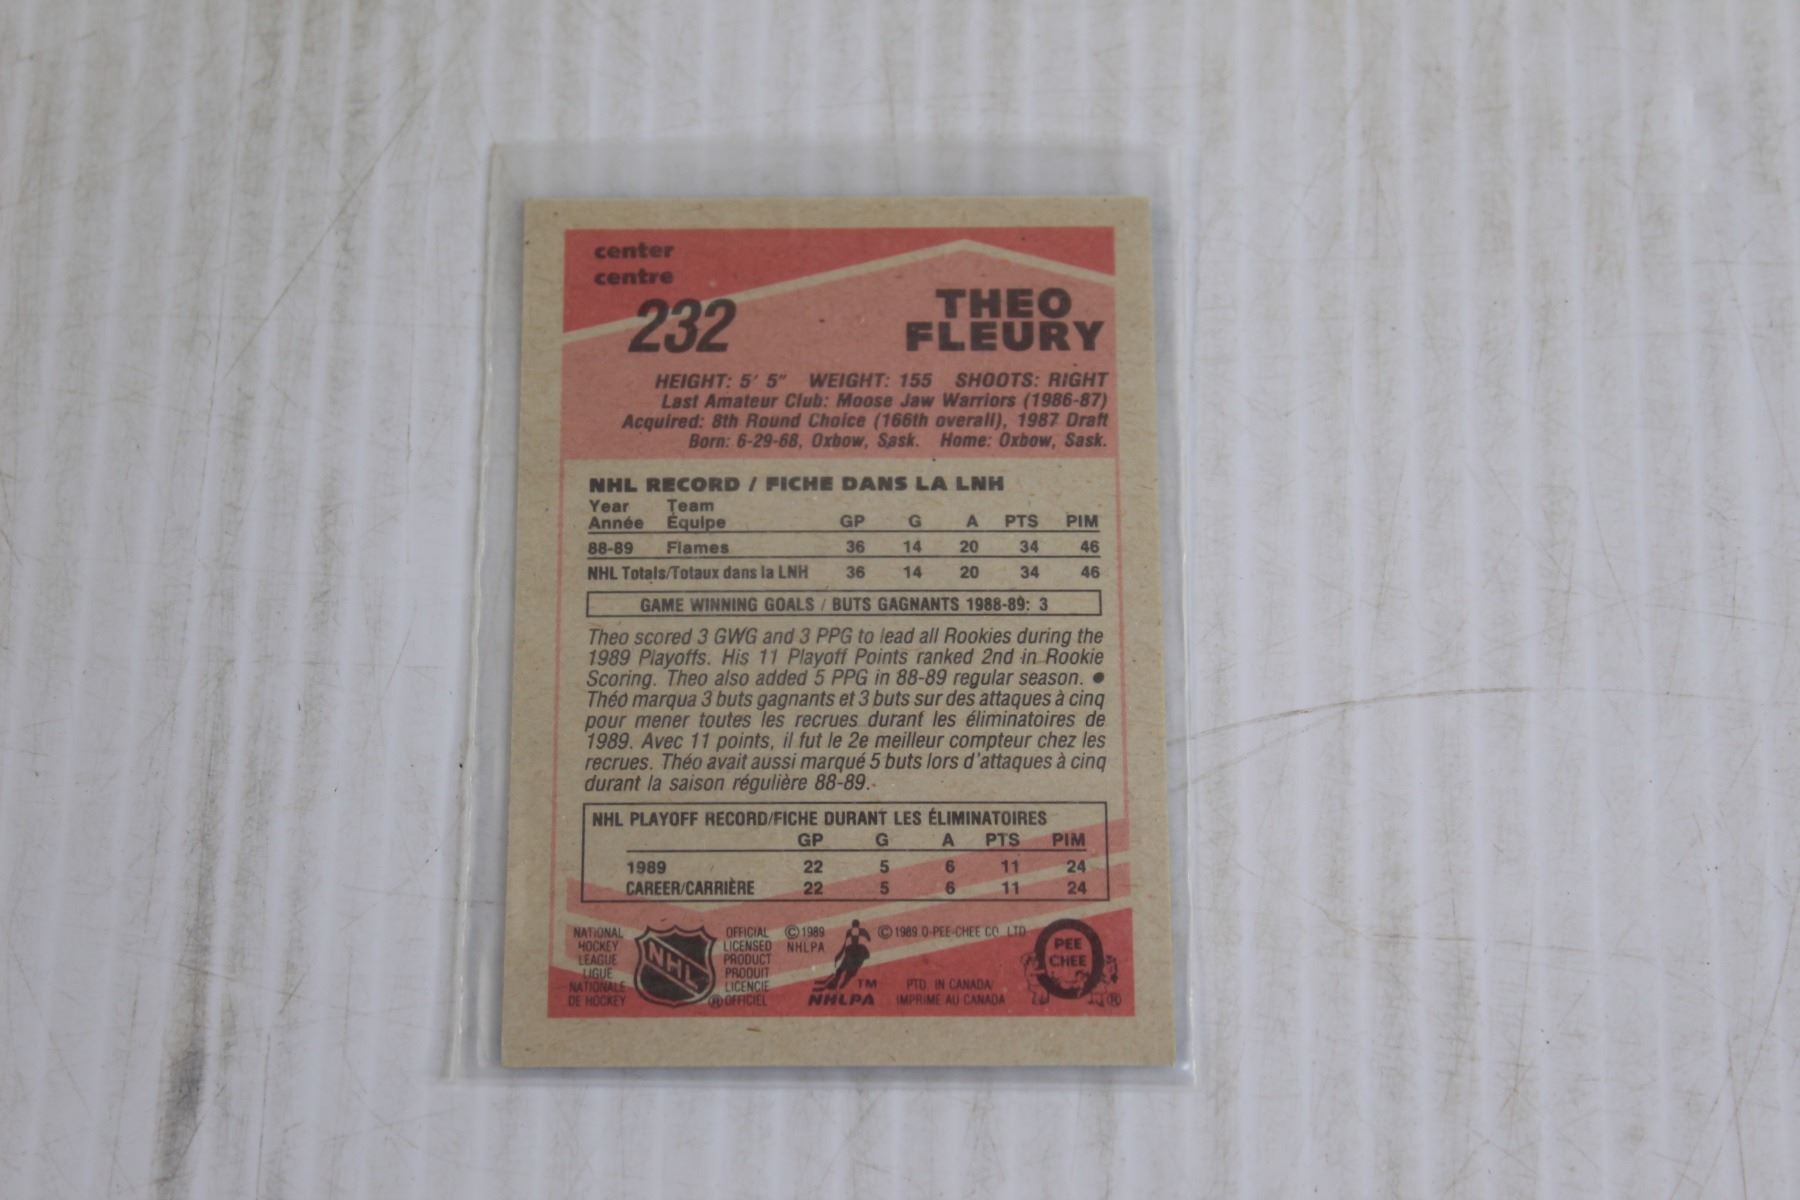 center
centre
232
THEO
FLEURY
HEIGHT: 5' 5" WEIGHT: 155 SHOOTS: RIGHT
Last Amateur Club: Moose Jaw Warriors (1986-87)
Acquired: 8th Round Choice (166th overall), 1987 Draft
Born: 6-29-68, Oxbow, Sask. Home: Oxbow, Sask.
NHL RECORD / FICHE DANS LA LNH
Year Team
Année Équipe GP G A PTS PIM
88-89 Flames 36 14 20 34 46
NHL Totals/Totaux dans la LNH 36 14 20 34 46
GAME WINNING GOALS / BUTS GAGNANTS 1988-89: 3
Theo scored 3 GWG and 3 PPG to lead all Rookies during the
1989 Playoffs. His 11 Playoff Points ranked 2nd in Rookie
Scoring. Theo also added 5 PPG in 88-89 regular season. ●
Théo marqua 3 buts gagnants et 3 buts sur des attaques à cinq
pour mener toutes les recrues durant les éliminatoires de
1989. Avec 11 points, il fut le 2e meilleur compteur chez les
recrues. Théo avait aussi marqué 5 buts lors d'attaques à cinq
durant la saison régulière 88-89.
NHL PLAYOFF RECORD/FICHE DURANT LES ÉLIMINATOIRES
GP G A PTS PIM
1989 22 5 6 11 24
CAREER/CARRIÈRE 22 5 6 11 24
NATIONAL
HOCKEY
LEAGUE
LIGUE
NATIONALE
DE HOCKEY
NHL
OFFICIAL
LICENSED
PRODUCT
PRODUIT
LICENCIE
® OFFICIEL
© 1989
NHLPA
TM
NHLPA
© 1989 O-PEE-CHEE CO. LTD.
PTD. IN CANADA/
IMPRIME AU CANADA
PEE
CHEE
®